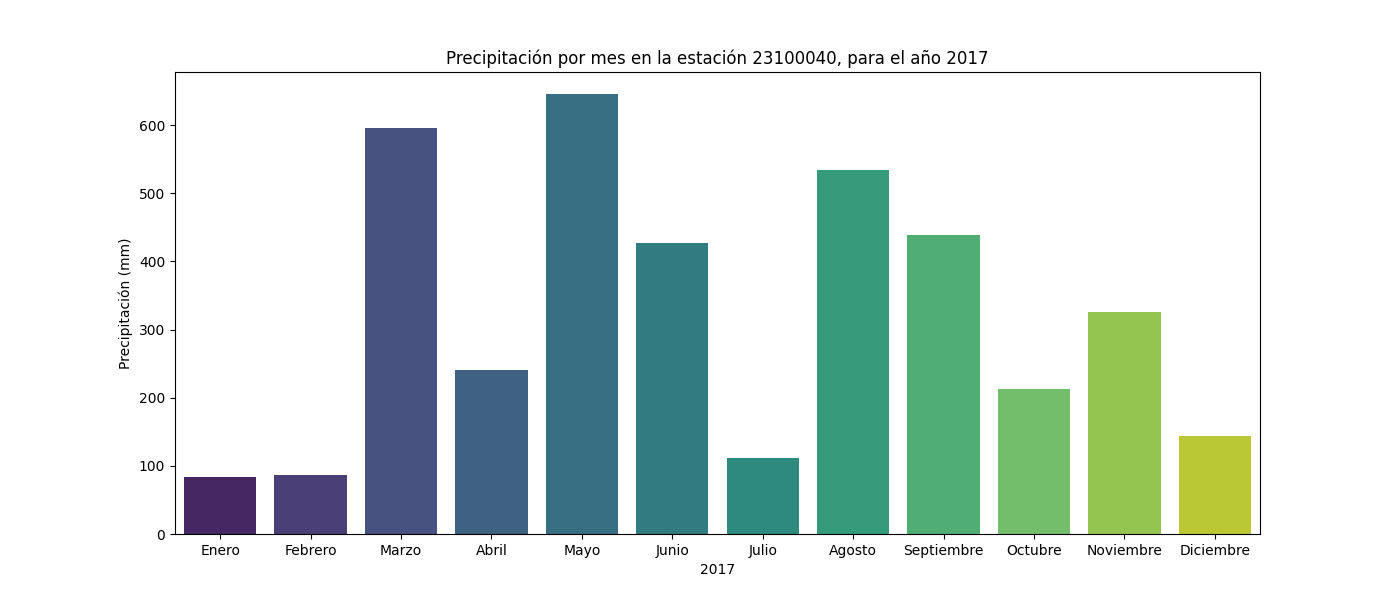 Precipitación por mes en la estación 23100040, para el año 2017
Precipitación (mm)
600
500
400
300
200
100
0
Enero Febrero Marzo Abril Mayo Junio Julio Agosto Septiembre Octubre Noviembre Diciembre
2017